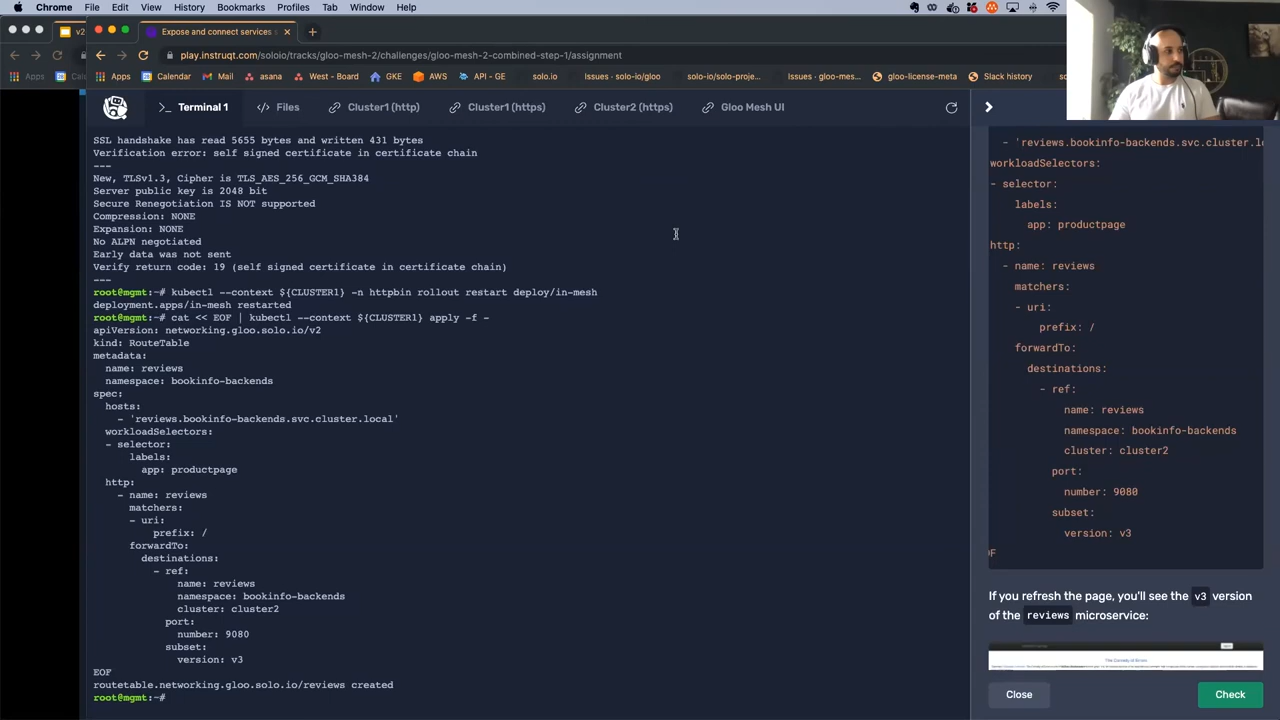 Chrome File Edit View History Bookmarks Profiles Tab Window Help
v2
Expose and connect services
play.instruqt.com/soloio/tracks/gloo-mesh-2/challenges/gloo-mesh-2-combined-step-1/assignment
Apps
Apps Calendar Mail asana West - Board GKE AWS API - GE solo.io Issues · solo-io/gloo solo-io/solo-proje... Issues · gloo-mes... gloo-license-meta Slack history
Terminal 1 Files Cluster1 (http) Cluster1 (https) Cluster2 (https) Gloo Mesh UI
SSL handshake has read 5655 bytes and written 431 bytes
Verification error: self signed certificate in certificate chain
---
New, TLSv1.3, Cipher is TLS_AES_256_GCM_SHA384
Server public key is 2048 bit
Secure Renegotiation IS NOT supported
Compression: NONE
Expansion: NONE
No ALPN negotiated
Early data was not sent
Verify return code: 19 (self signed certificate in certificate chain)
---
root@mgmt:~# kubectl --context ${CLUSTER1} -n httpbin rollout restart deploy/in-mesh
deployment.apps/in-mesh restarted
root@mgmt:~# cat << EOF | kubectl --context ${CLUSTER1} apply -f -
apiVersion: networking.gloo.solo.io/v2
kind: RouteTable
metadata:
name: reviews
namespace: bookinfo-backends
spec:
hosts:
- 'reviews.bookinfo-backends.svc.cluster.local'
workloadSelectors:
- selector:
labels:
app: productpage
http:
- name: reviews
matchers:
- uri:
prefix: /
forwardTo:
destinations:
- ref:
name: reviews
namespace: bookinfo-backends
cluster: cluster2
port:
number: 9080
subset:
version: v3
EOF
routetable.networking.gloo.solo.io/reviews created
root@mgmt:~#
- 'reviews.bookinfo-backends.svc.cluster.lo
workloadSelectors:
- selector:
labels:
app: productpage
http:
- name: reviews
matchers:
- uri:
prefix: /
forwardTo:
destinations:
- ref:
name: reviews
namespace: bookinfo-backends
cluster: cluster2
port:
number: 9080
subset:
version: v3
OF
If you refresh the page, you'll see the v3 version
of the reviews microservice:
The Comedy of Errors
Close Check